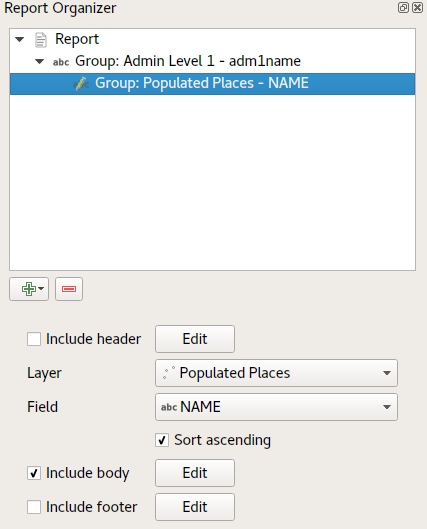 Report Organizer
Report
abc Group: Admin Level 1 - adm1name
Group: Populated Places - NAME
Include header Edit
Layer Populated Places
Field abc NAME
Sort ascending
Include body Edit
Include footer Edit